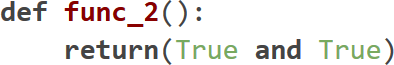 def func_2():
    return(True and True)